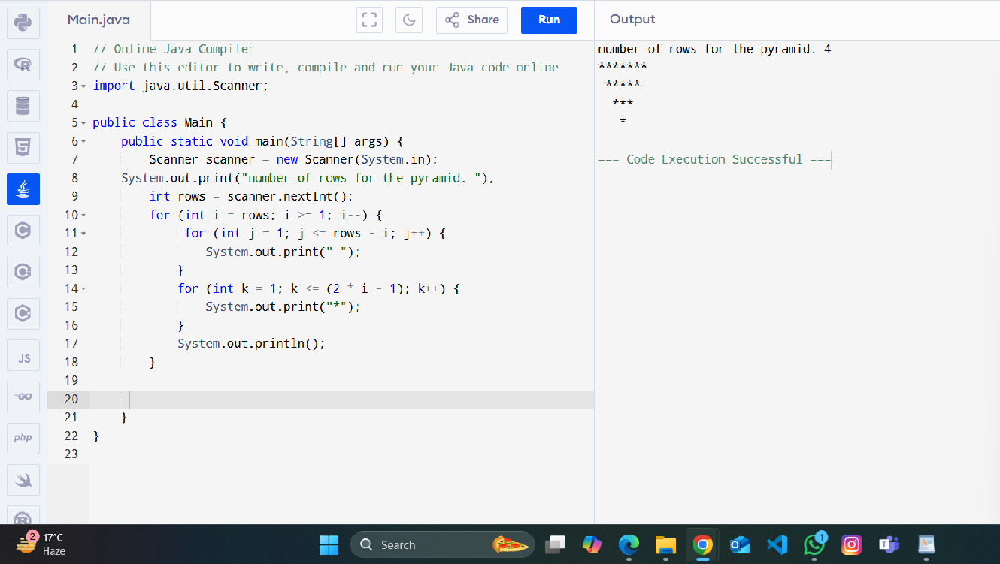 Main.java
Share
Run
Output
1 // Online Java Compiler
2 // Use this editor to write, compile and run your Java code online
3 import java.util.Scanner;
4
5 public class Main {
6     public static void main(String[] args) {
7         Scanner scanner = new Scanner(System.in);
8     System.out.print("number of rows for the pyramid: ");
9         int rows = scanner.nextInt();
10         for (int i = rows; i >= 1; i--) {
11              for (int j = 1; j <= rows - i; j++) {
12                 System.out.print(" ");
13             }
14             for (int k = 1; k <= (2 * i - 1); k++) {
15                 System.out.print("*");
16             }
17             System.out.println();
18         }
19
20
21     }
22 }
23
number of rows for the pyramid: 4
*******
 *****
  ***
   *
--- Code Execution Successful ---
R
5
C
C
C
JS
GO
php
R
2
17°C
Haze
Search
1
T